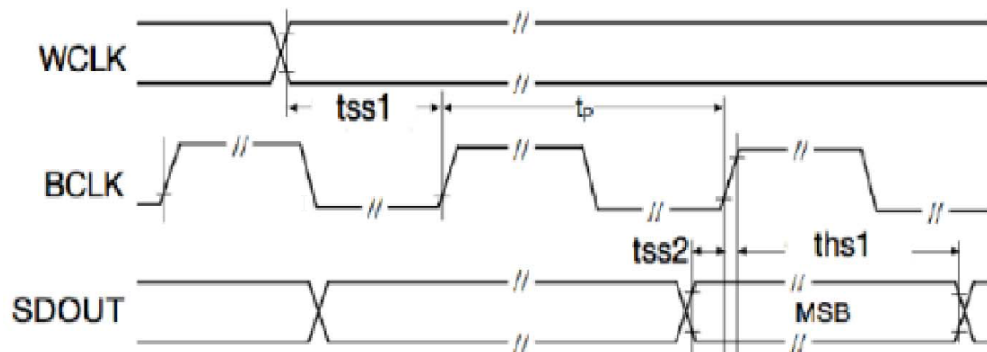 WCLK
tss1
tP
BCLK
tss2
ths1
SDOUT
MSB